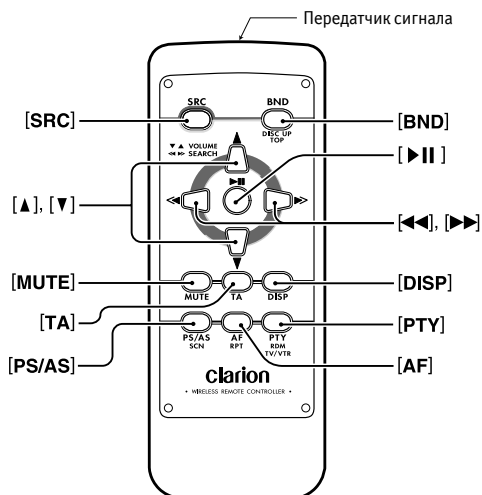 Передатчик сигнала
SRC
BND
[SRC]
[BND]
DISC UP
TOP
▼ ▲ VOLUME
◀◀ ▶▶ SEARCH
[▶II]
▶II
[▲], [▼]
[◀◀], [▶▶]
[MUTE]
[DISP]
MUTE
TA
DISP
[TA]
[PTY]
[PS/AS]
PS/AS
SCN
AF
RPT
PTY
RDM
TV/VTR
[AF]
clarion
• WIRELESS REMOTE CONTROLLER •